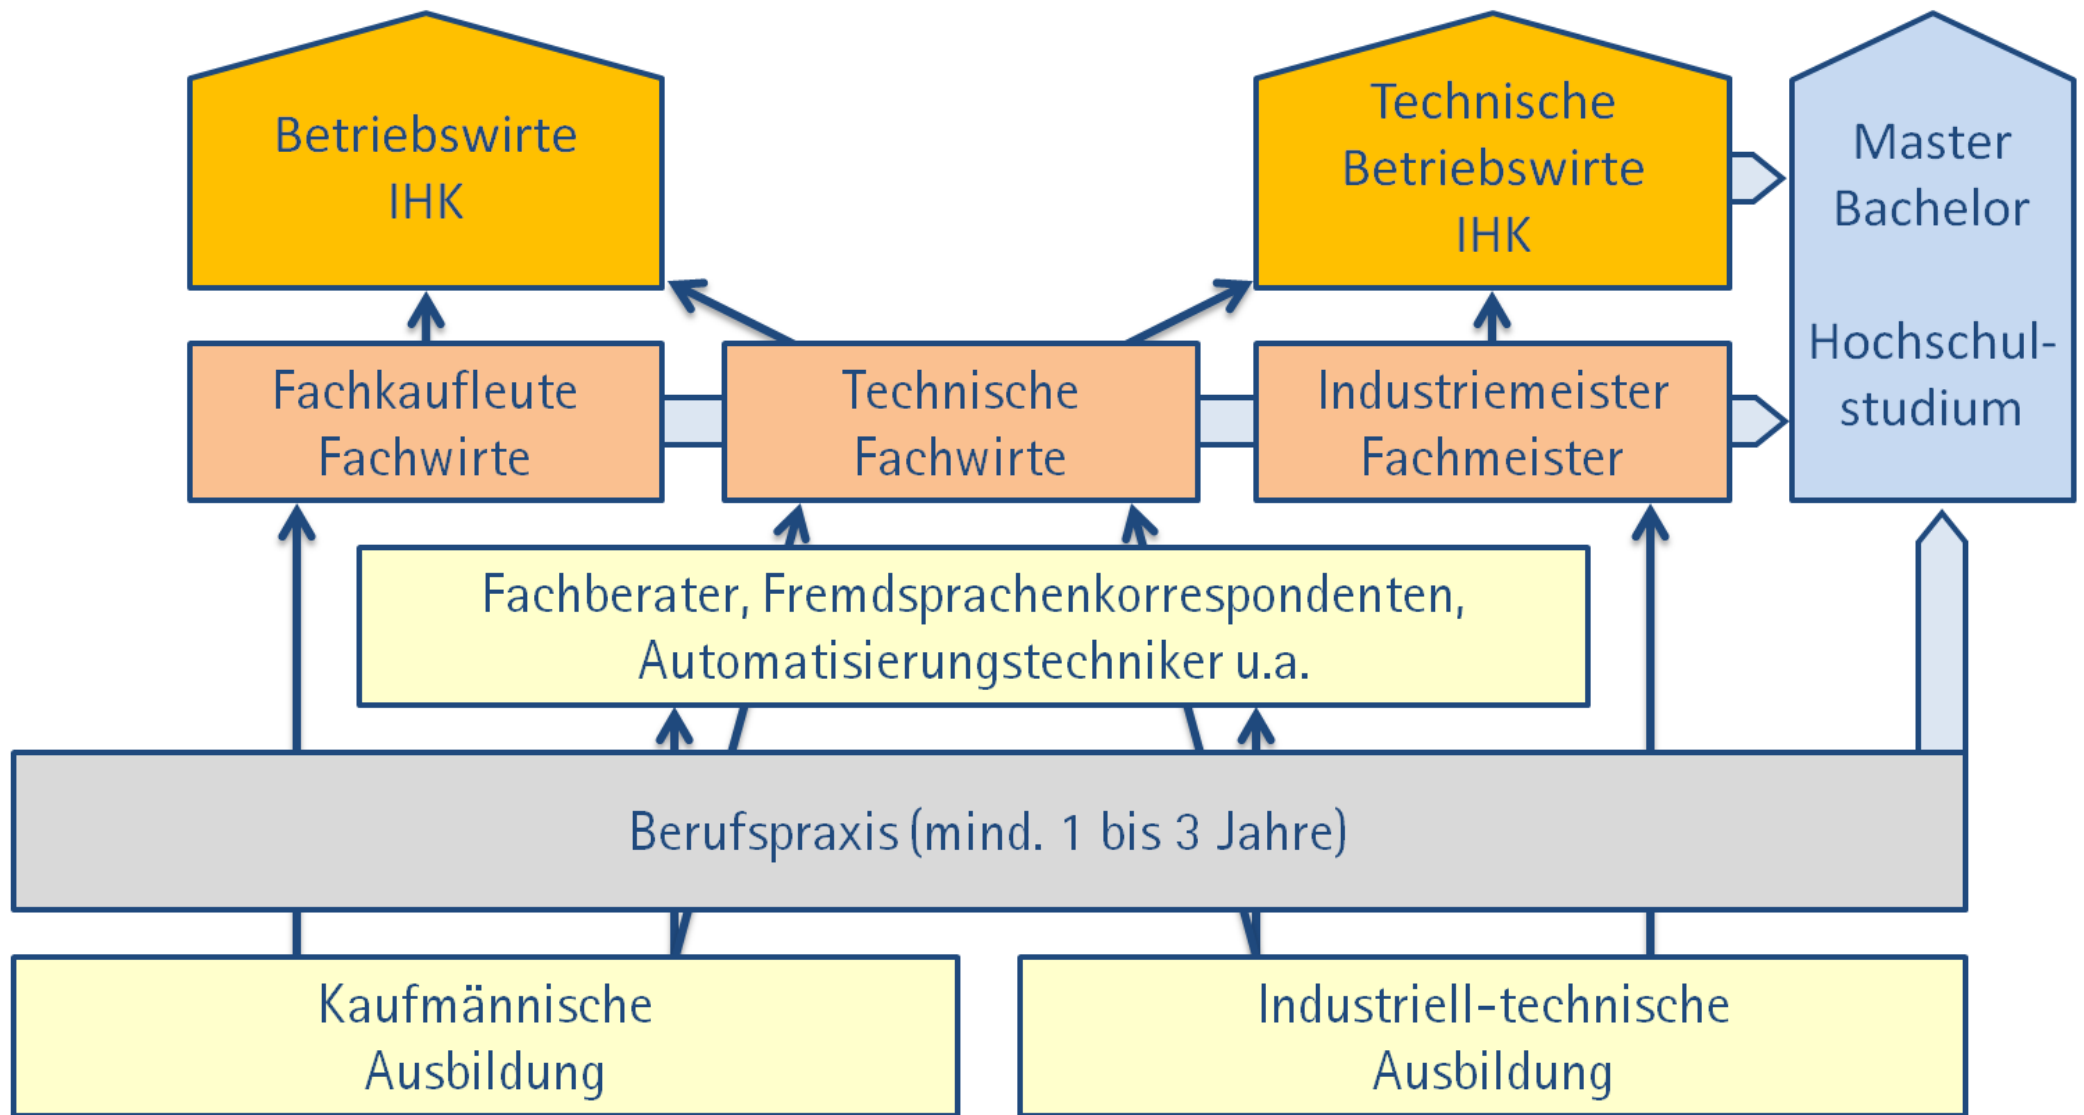 Betriebswirte
IHK
Technische
Betriebswirte
IHK
Master
Bachelor
Hochschul-
studium
Fachkaufleute
Fachwirte
Technische
Fachwirte
Industriemeister
Fachmeister
Fachberater, Fremdsprachenkorrespondenten,
Automatisierungstechniker u.a.
Berufspraxis (mind. 1 bis 3 Jahre)
Kaufmännische
Ausbildung
Industriell-technische
Ausbildung